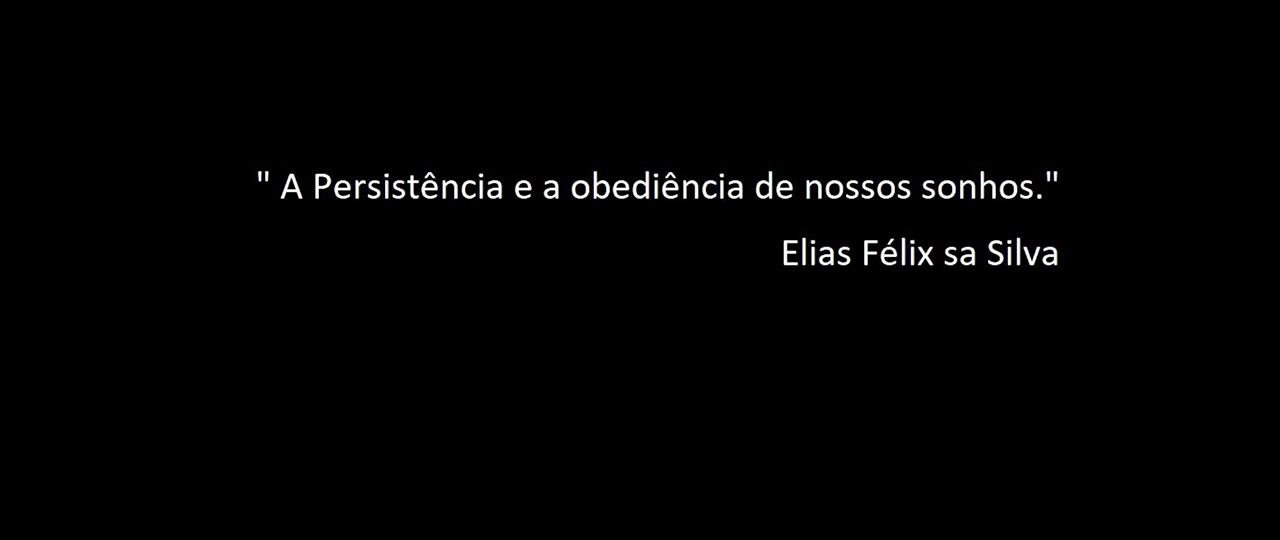 " A Persistência e a obediência de nossos sonhos."
Elias Félix sa Silva